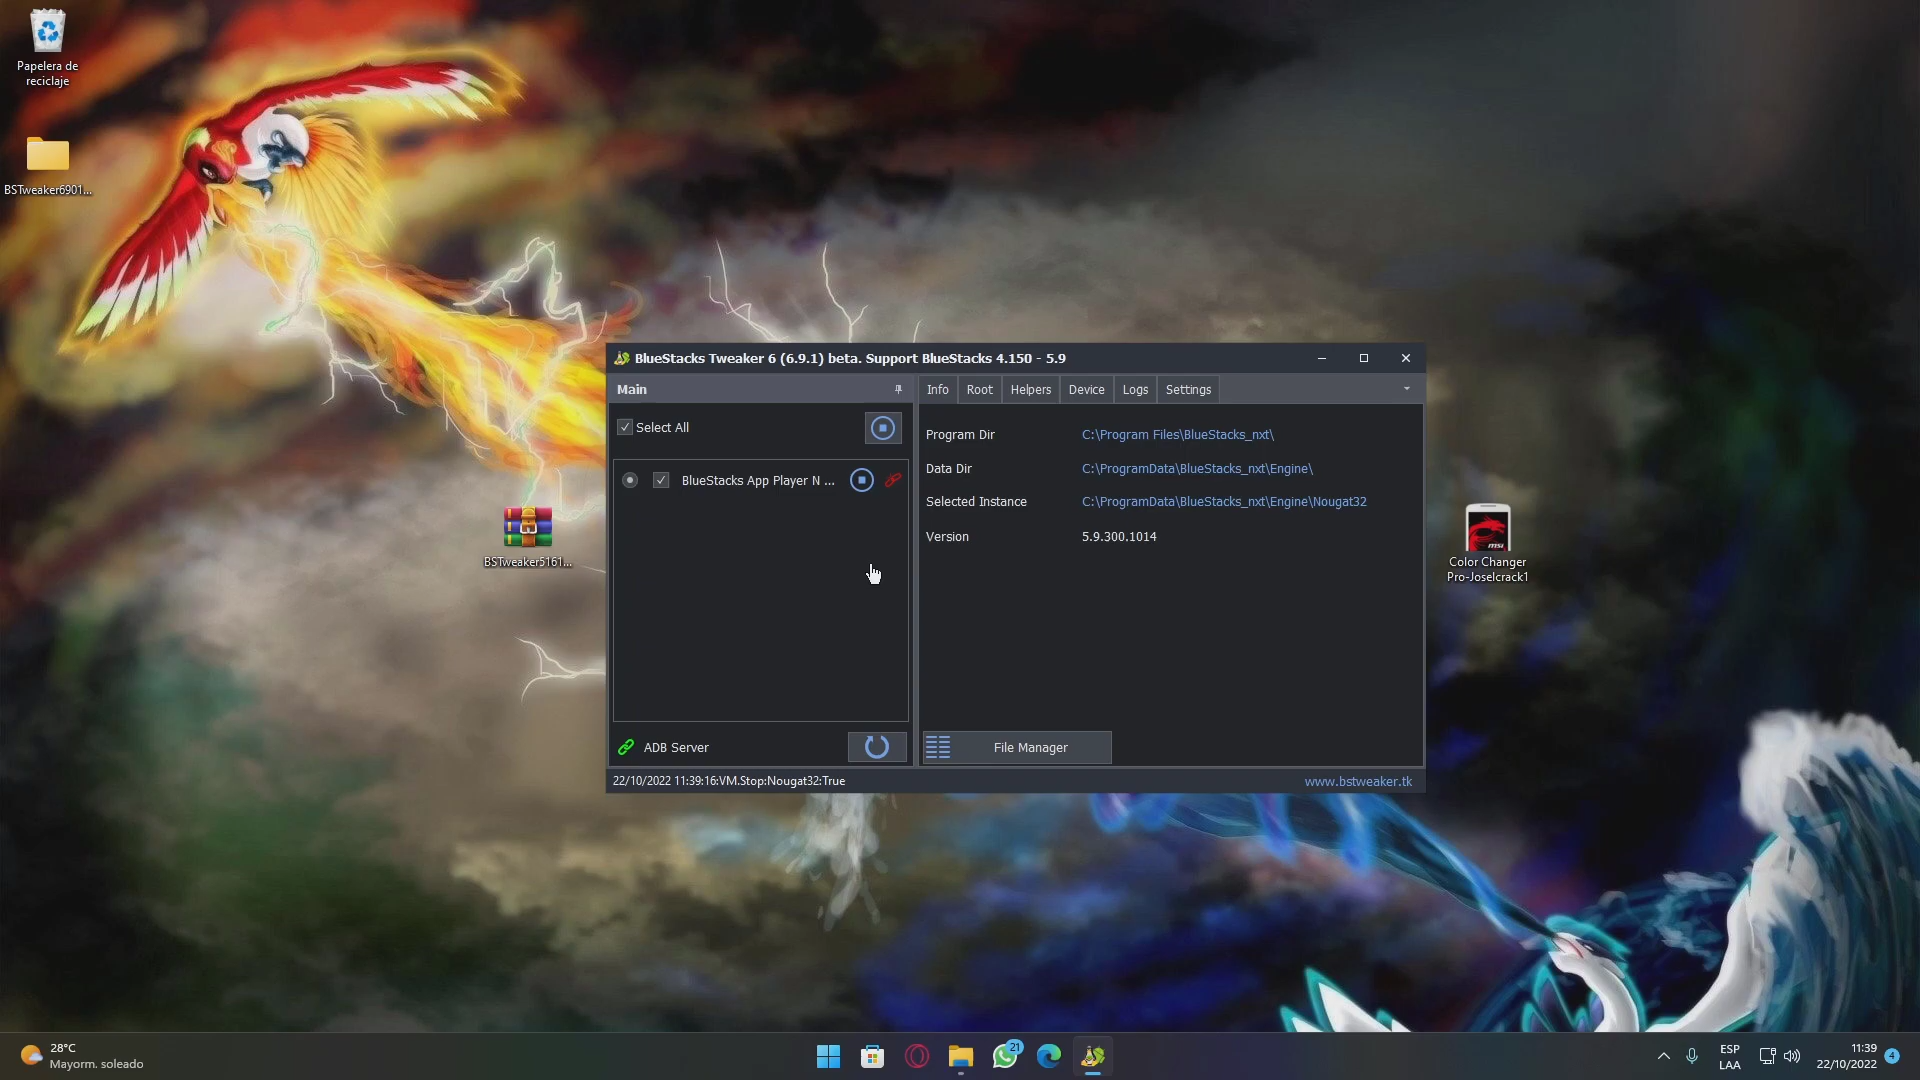 Papelera de
reciclaje
BSTweaker6901...
BSTweaker5161...
BlueStacks Tweaker 6 (6.9.1) beta. Support BlueStacks 4.150 - 5.9
Main
Select All
BlueStacks App Player N ...
ADB Server
22/10/2022 11:39:16:VM.Stop:Nougat32:True
Info
Root
Helpers
Device
Logs
Settings
Program Dir
C:\Program Files\BlueStacks_nxt\
Data Dir
C:\ProgramData\BlueStacks_nxt\Engine\
Selected Instance
C:\ProgramData\BlueStacks_nxt\Engine\Nougat32
Version
5.9.300.1014
File Manager
www.bstweaker.tk
msi
Color Changer
Pro-Joselcrack1
28°C
Mayorm. soleado
21
ESP
LAA
11:39
22/10/2022
4